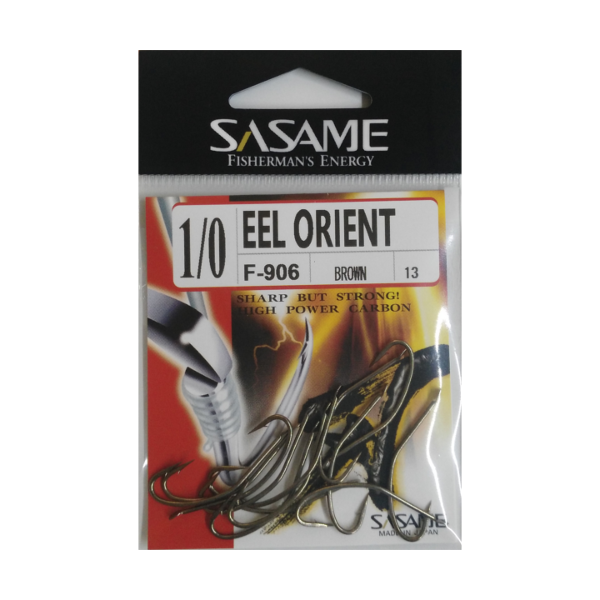 SASAME
FISHERMAN'S ENERGY
1/0
EEL ORIENT
F-906 BROWN 13
SHARP BUT STRONG!
HIGH POWER CARBON
SASAME
MADE IN JAPAN